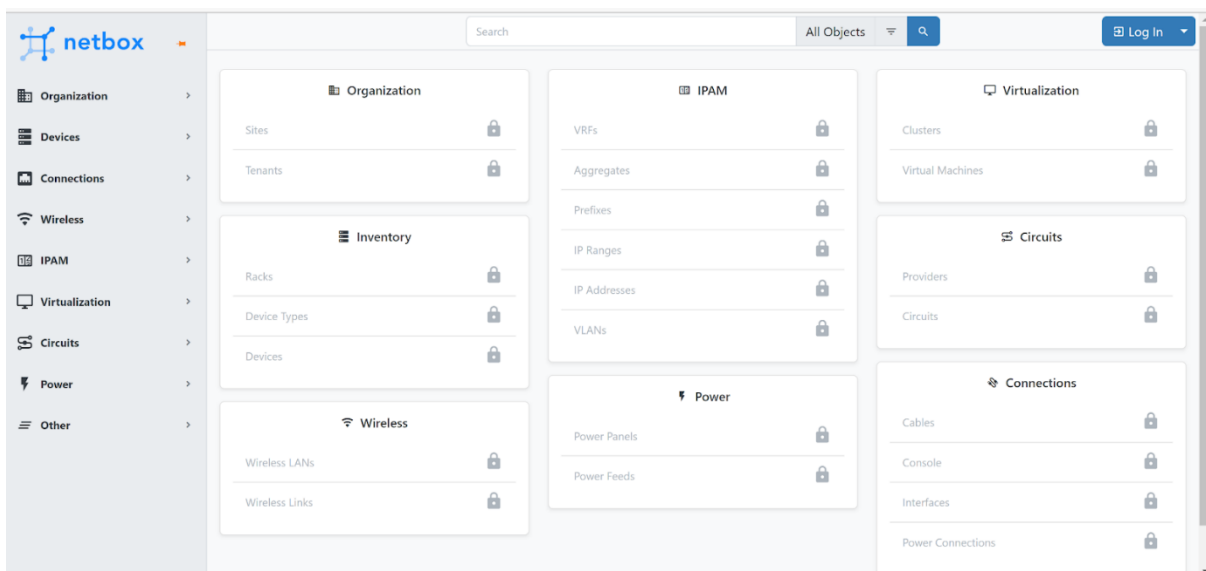 netbox
Search
All Objects
Log In
Organization
Devices
Connections
Wireless
IPAM
Virtualization
Circuits
Power
Other
Organization
Sites
Tenants
Inventory
Racks
Device Types
Devices
Wireless
Wireless LANs
Wireless Links
IPAM
VRFs
Aggregates
Prefixes
IP Ranges
IP Addresses
VLANs
Power
Power Panels
Power Feeds
Virtualization
Clusters
Virtual Machines
Circuits
Providers
Circuits
Connections
Cables
Console
Interfaces
Power Connections